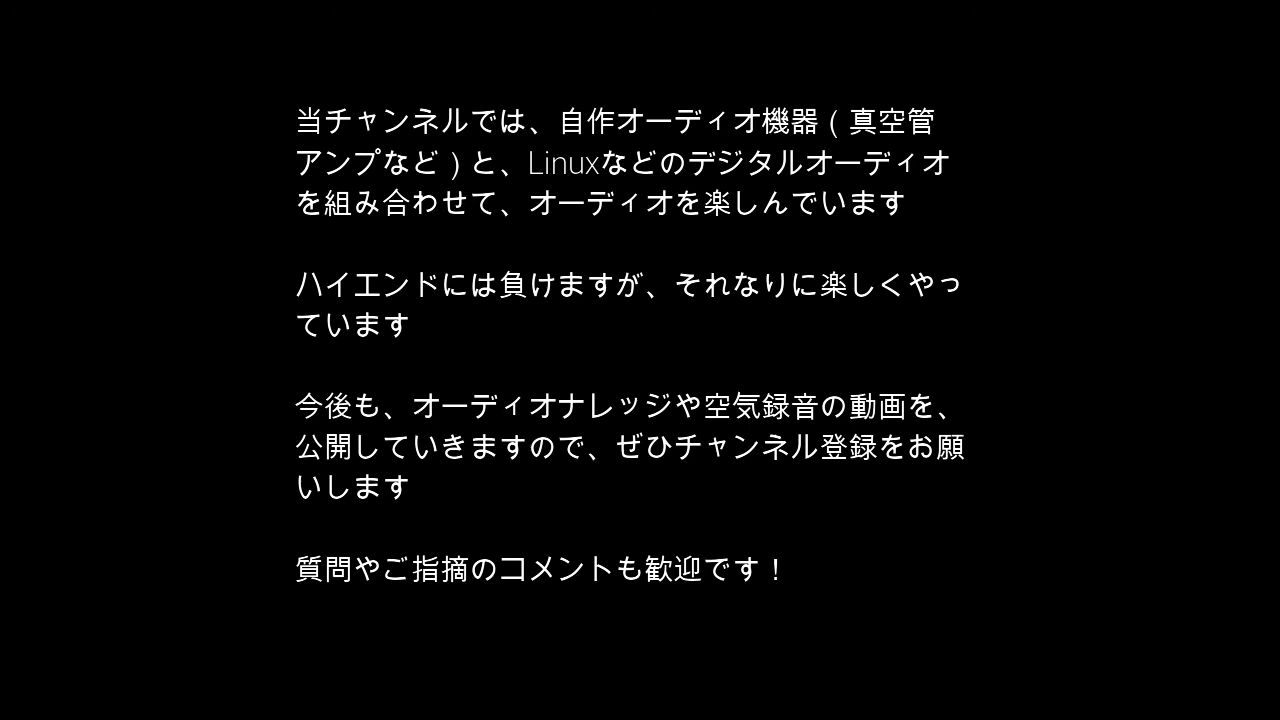 当チャンネルでは、自作オーディオ機器（真空管
アンプなど）と、Linuxなどのデジタルオーディオ
を組み合わせて、オーディオを楽しんでいます
ハイエンドには負けますが、それなりに楽しくやっ
ています
今後も、オーディオナレッジや空気録音の動画を、
公開していきますので、ぜひチャンネル登録をお願
いします
質問やご指摘のコメントも歓迎です！